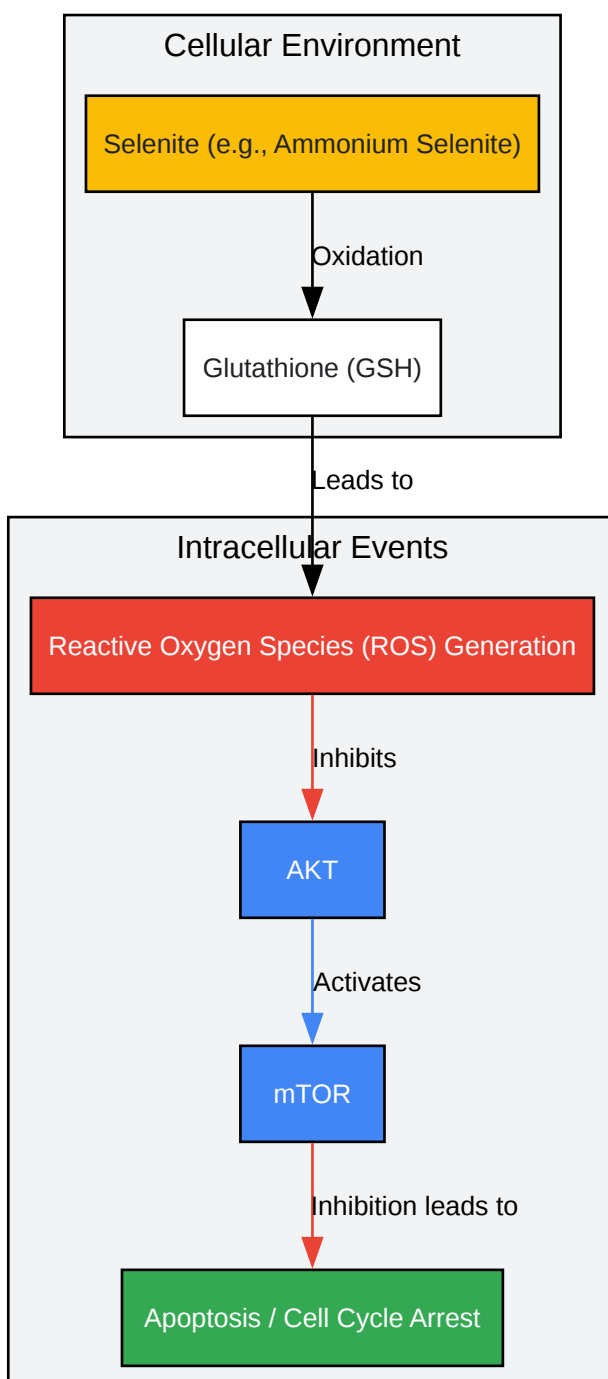 Cellular Environment
Selenite (e.g., Ammonium Selenite)
Oxidation
Glutathione (GSH)
Leads to
Intracellular Events
Reactive Oxygen Species (ROS) Generation
Inhibits
AKT
Activates
mTOR
Inhibition leads to
Apoptosis / Cell Cycle Arrest